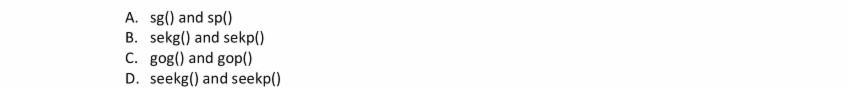 A. sg() and sp()
B. sekg() and sekp()
C. gog() and gop()
D. seekg() and seekp()